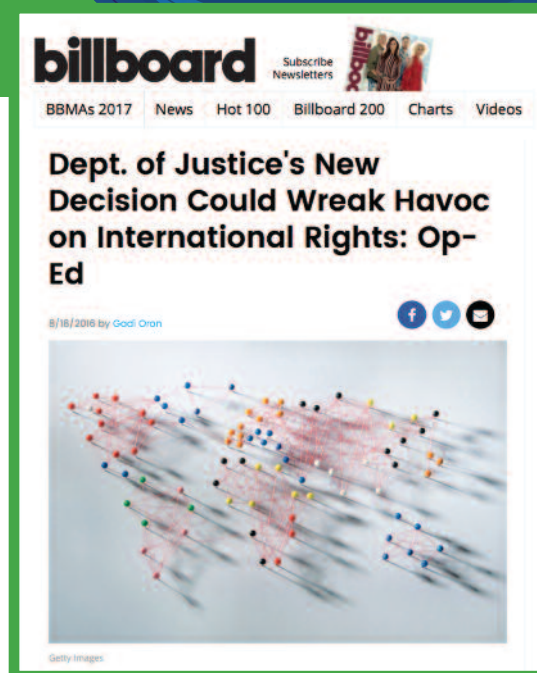 billboard
Subscribe
Newsletters
billbo
BBMAs 2017 News Hot 100 Billboard 200 Charts Videos
Dept. of Justice's New
Decision Could Wreak Havoc
on International Rights: Op-
Ed
8/18/2016 by Gadi Oron
Getty Images